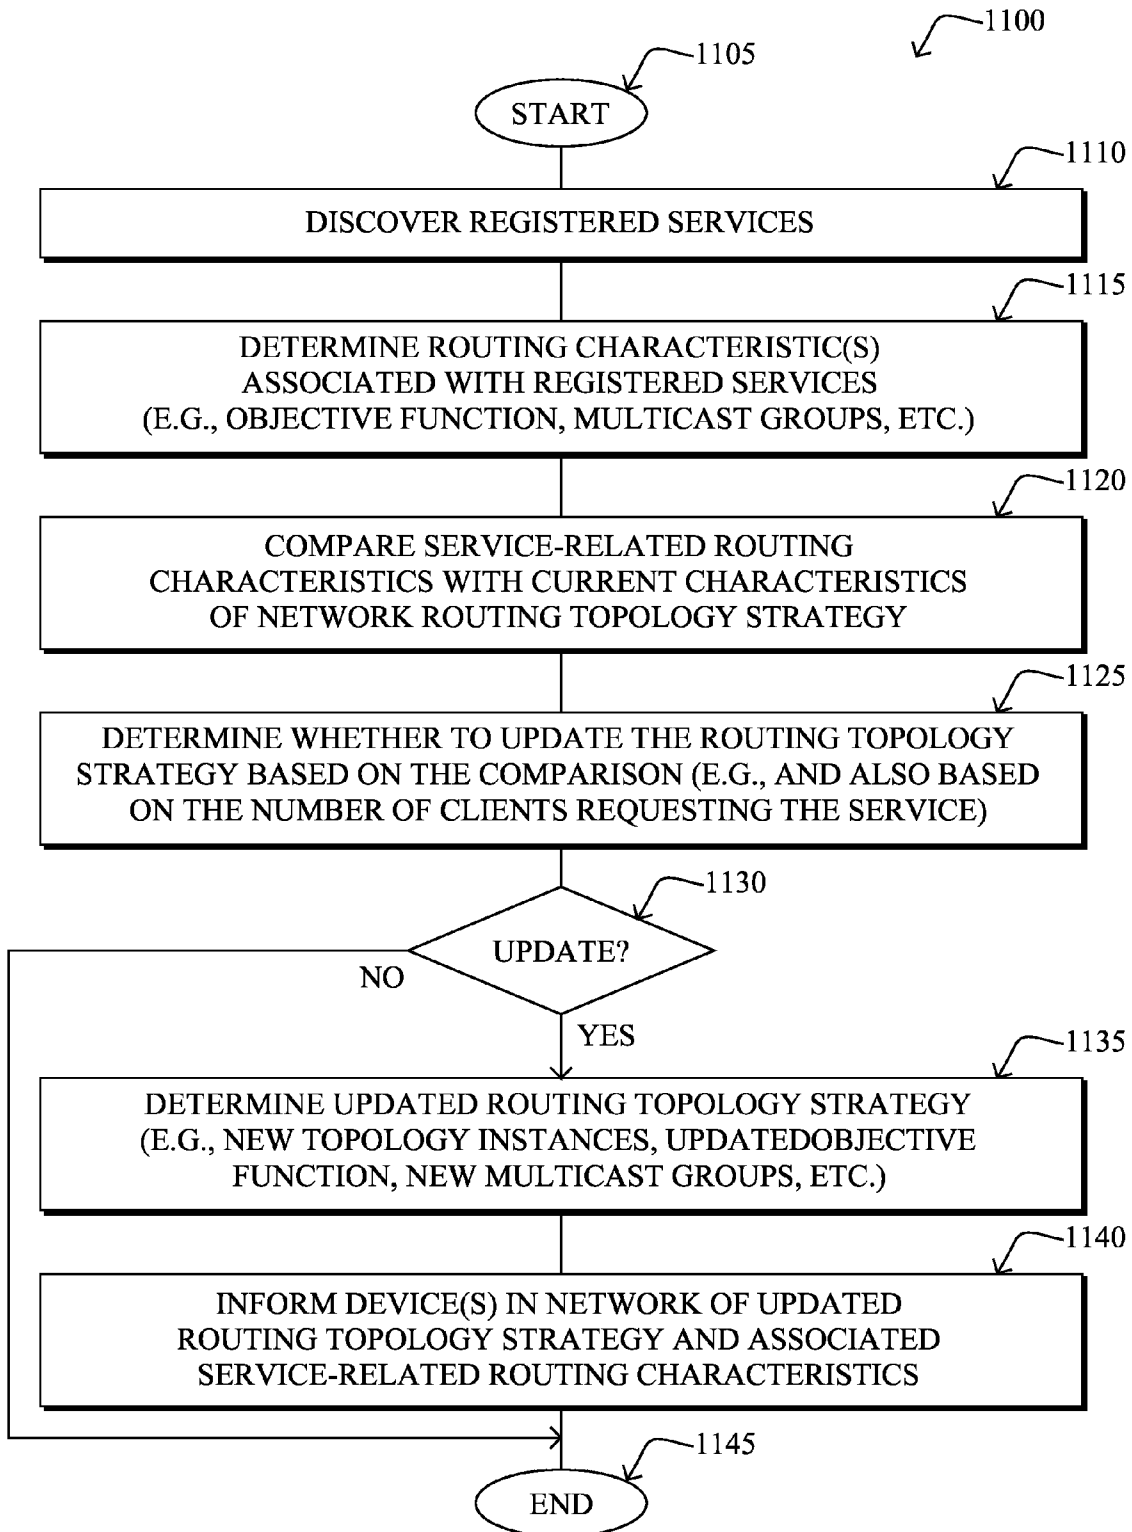 1100
1105
START
1110
DISCOVER REGISTERED SERVICES
1115
DETERMINE ROUTING CHARACTERISTIC(S)
ASSOCIATED WITH REGISTERED SERVICES
(E.G., OBJECTIVE FUNCTION, MULTICAST GROUPS, ETC.)
1120
COMPARE SERVICE-RELATED ROUTING
CHARACTERISTICS WITH CURRENT CHARACTERISTICS
OF NETWORK ROUTING TOPOLOGY STRATEGY
1125
DETERMINE WHETHER TO UPDATE THE ROUTING TOPOLOGY
STRATEGY BASED ON THE COMPARISON (E.G., AND ALSO BASED
ON THE NUMBER OF CLIENTS REQUESTING THE SERVICE)
1130
UPDATE?
NO
YES
1135
DETERMINE UPDATED ROUTING TOPOLOGY STRATEGY
(E.G., NEW TOPOLOGY INSTANCES, UPDATEDOBJECTIVE
FUNCTION, NEW MULTICAST GROUPS, ETC.)
1140
INFORM DEVICE(S) IN NETWORK OF UPDATED
ROUTING TOPOLOGY STRATEGY AND ASSOCIATED
SERVICE-RELATED ROUTING CHARACTERISTICS
1145
END